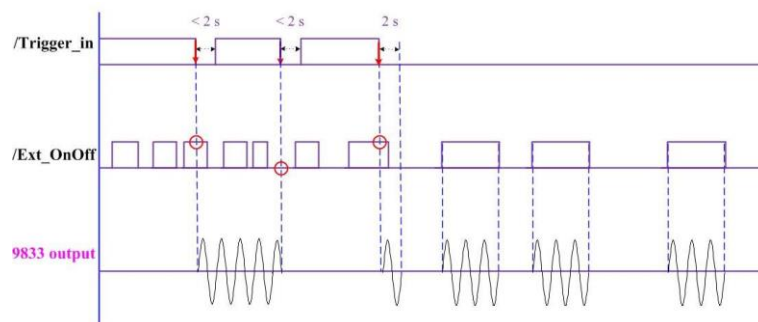 < 2 s < 2 s 2 s
/Trigger_in
/Ext_OnOff
9833 output